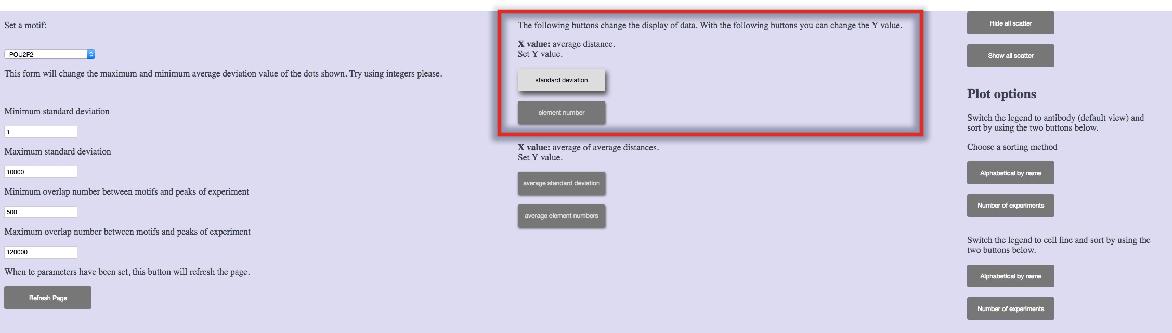 Set a motif:
POU2F2
This form will change the maximum and minimum average deviation value of the dots shown. Try using integers please.
Minimum standard deviation
1
Maximum standard deviation
10000
Minimum overlap number between motifs and peaks of experiment
500
Maximum overlap number between motifs and peaks of experiment
120000
When te parameters have been set, this button will refresh the page.
Refresh Page
The following buttons change the display of data. With the following buttons you can change the Y value.
X value: average distance.
Set Y value.
standard deviation
element number
X value: average of average distances.
Set Y value.
average standard deviation
average element numbers
Hide all scatter
Show all scatter
Plot options
Switch the legend to antibody (default view) and
sort by using the two buttons below.
Choose a sorting method
Alphabetical by name
Number of experiments
Switch the legend to cell line and sort by using the
two buttons below.
Alphabetical by name
Number of experiments